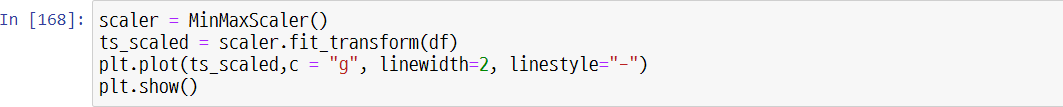 In [168]:
scaler = MinMaxScaler()
ts_scaled = scaler.fit_transform(df)
plt.plot(ts_scaled,c = "g", linewidth=2, linestyle="-")
plt.show()